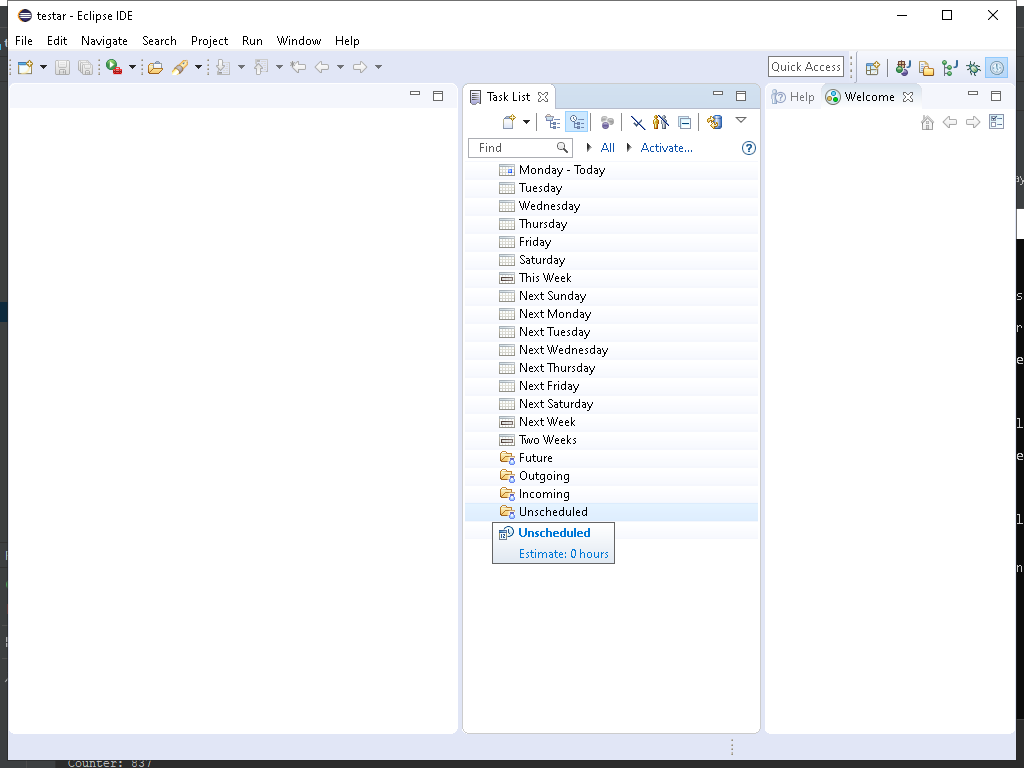 testar - Eclipse IDE
File Edit Navigate Search Project Run Window Help
Quick Access
Task List
Help Welcome
Find All Activate...
Monday - Today
Tuesday
Wednesday
Thursday
Friday
Saturday
This Week
Next Sunday
Next Monday
Next Tuesday
Next Wednesday
Next Thursday
Next Friday
Next Saturday
Next Week
Two Weeks
Future
Outgoing
Incoming
Unscheduled
Unscheduled
Estimate: 0 hours
Counter: 837